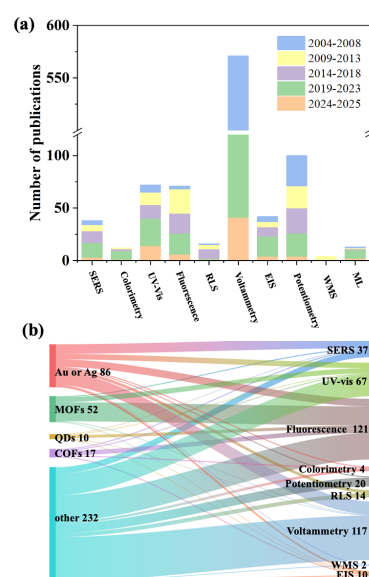 (a)
Number of publications
600
550
100
50
0
2004-2008
2009-2013
2014-2018
2019-2023
2024-2025
SERS
Colorimetry
UV-Vis
Fluorescence
RLS
Voltammetry
EIS
Potentiometry
WMS
ML
(b)
Au or Ag 86
MOFs 52
QDs 10
COFs 17
other 232
SERS 37
UV-vis 67
Fluorescence 121
Colorimetry 4
Potentiometry 20
RLS 14
Voltammetry 117
WMS 2
EIS 10